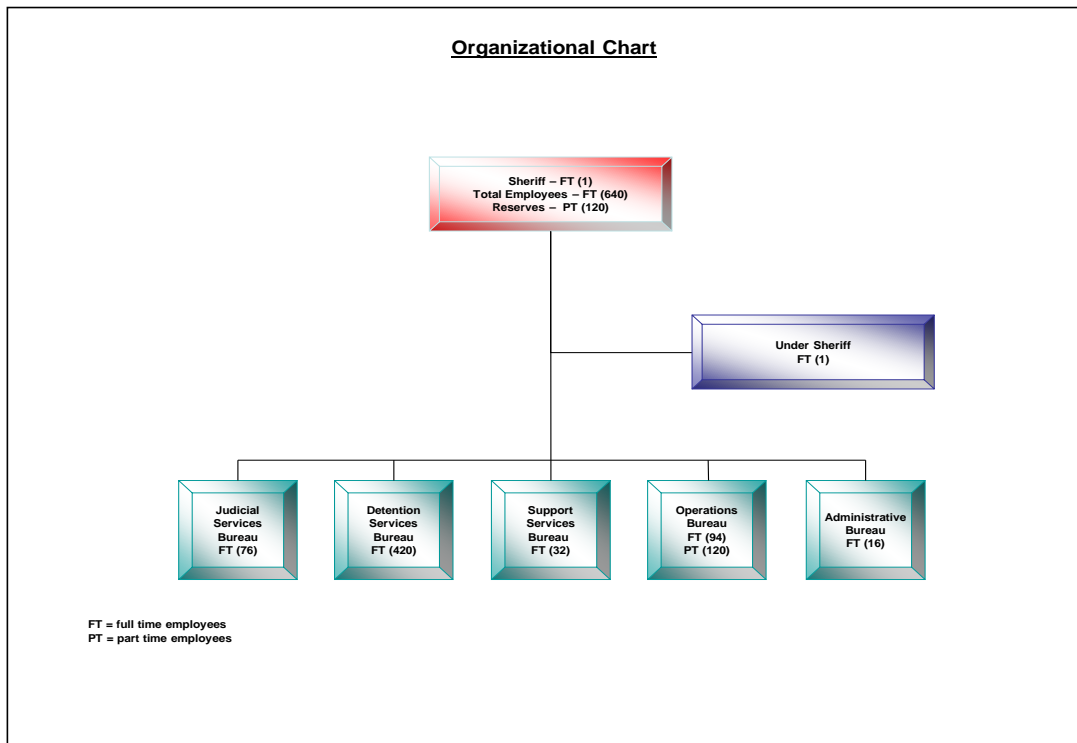 Organizational Chart
Sheriff – FT (1)
Total Employees – FT (640)
Reserves – PT (120)
Under Sheriff
FT (1)
Judicial
Services
Bureau
FT (76)
Detention
Services
Bureau
FT (420)
Support
Services
Bureau
FT (32)
Operations
Bureau
FT (94)
PT (120)
Administrative
Bureau
FT (16)
FT = full time employees
PT = part time employees